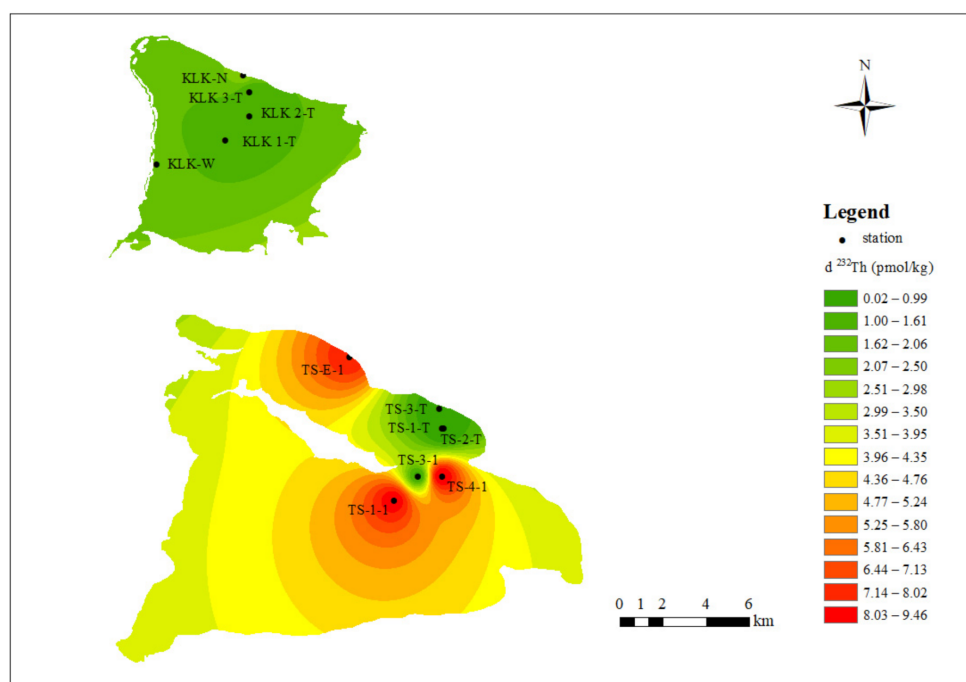 N
KLK-N
KLK 3-T
KLK 2-T
KLK 1-T
KLK-W
Legend
station
d ²³²Th (pmol/kg)
0.02 – 0.99
1.00 – 1.61
1.62 – 2.06
2.07 – 2.50
2.51 – 2.98
2.99 – 3.50
3.51 – 3.95
3.96 – 4.35
4.36 – 4.76
4.77 – 5.24
5.25 – 5.80
5.81 – 6.43
6.44 – 7.13
7.14 – 8.02
8.03 – 9.46
TS-E-1
TS-3-T
TS-1-T
TS-2-T
TS-3-1
TS-4-1
TS-1-1
0 1 2 4 6
km